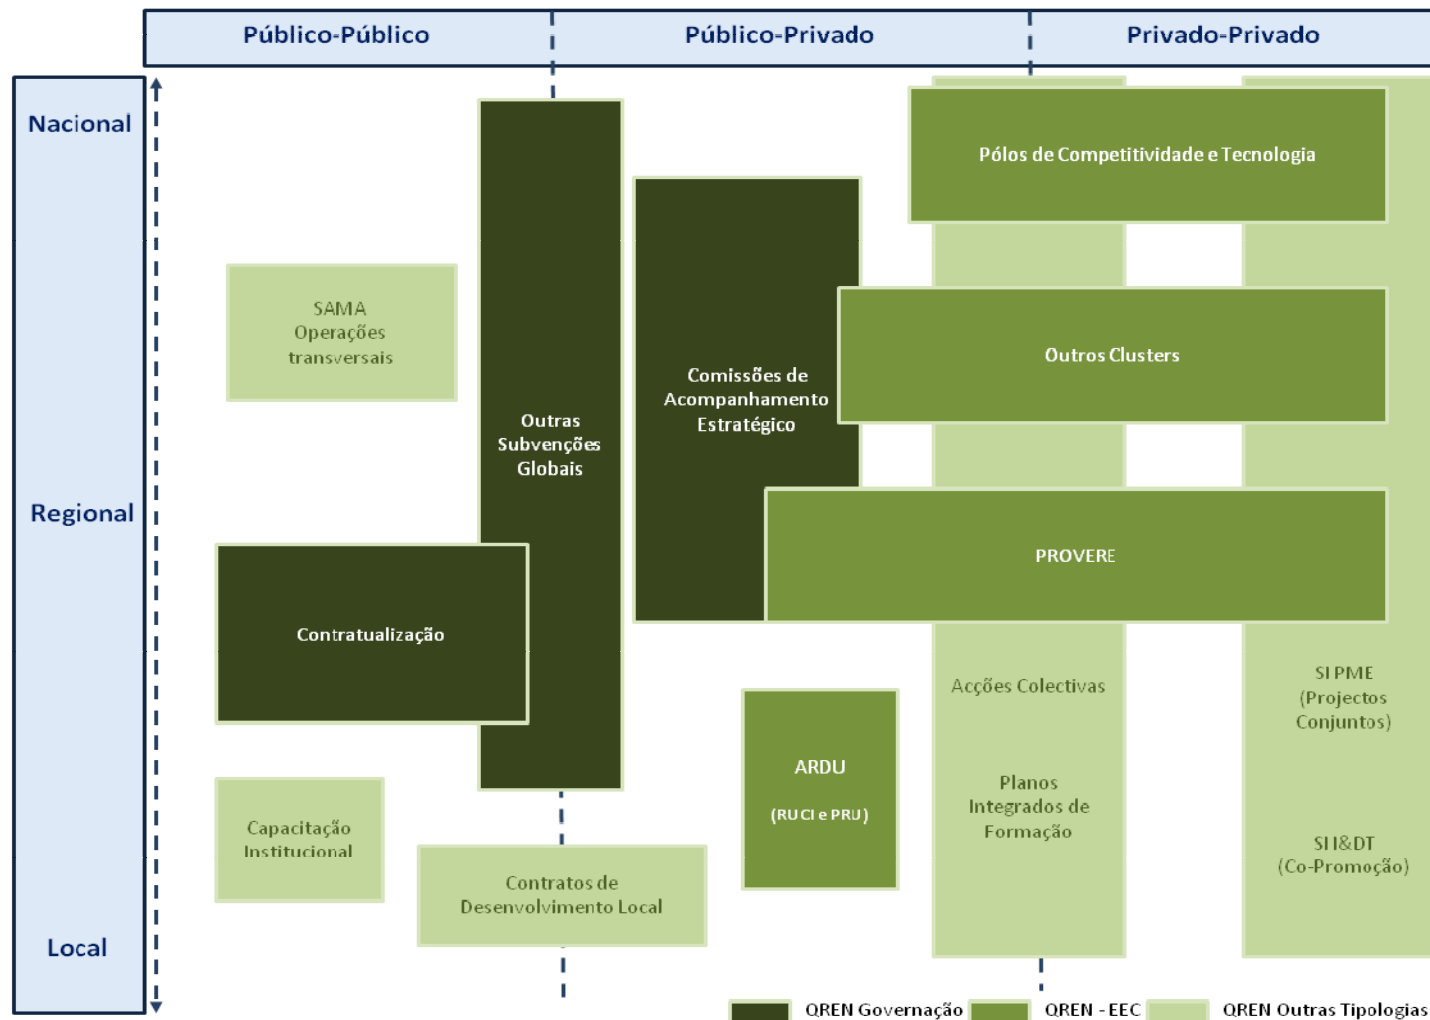 Público-Público
Público-Privado
Privado-Privado
Nacional
Regional
Local
Pólos de Competitividade e Tecnologia
SAMA
Operações
transversais
Outras
Subvenções
Globais
Comissões de
Acompanhamento
Estratégico
Outros Clusters
PROVERE
Contratualização
Acções Colectivas
SI PME
(Projectos
Conjuntos)
ARDU
(RUCI e PRU)
Planos
Integrados de
Formação
Capacitação
Institucional
SI I&DT
(Co-Promoção)
Contratos de
Desenvolvimento Local
QREN Governação
QREN - EEC
QREN Outras Tipologias